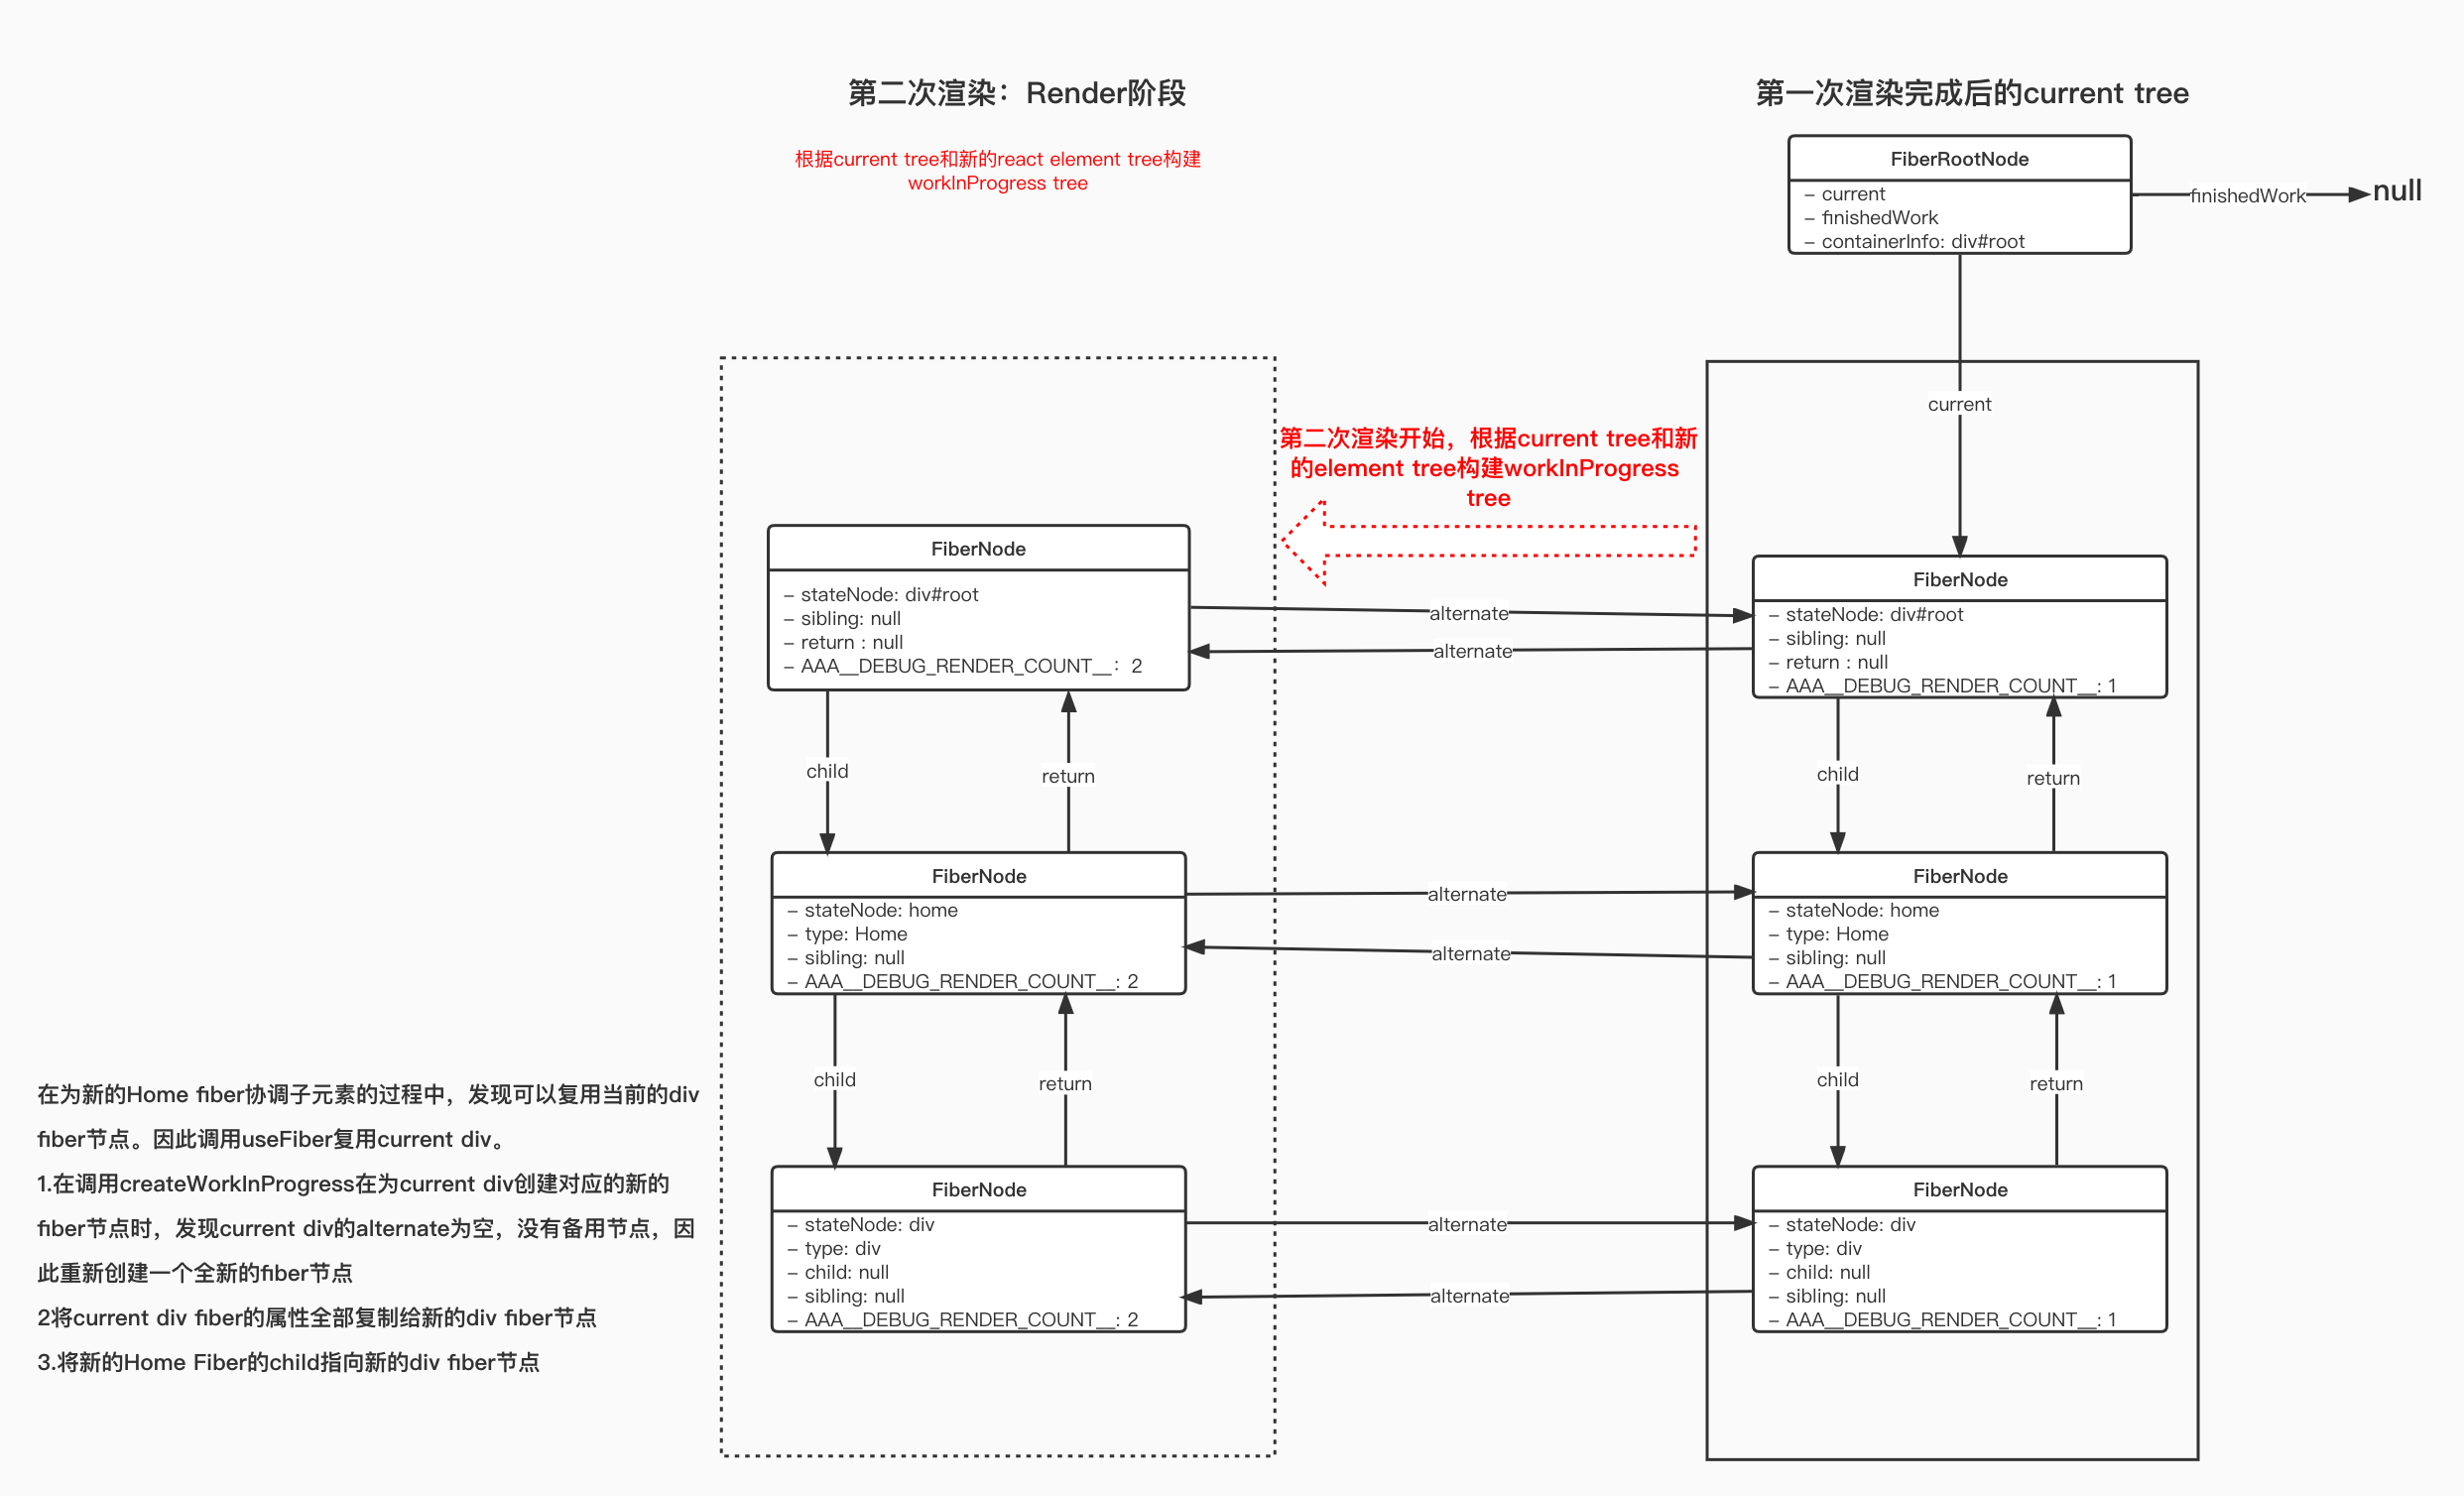 第二次渲染：Render阶段
根据current tree和新的react element tree构建
workInProgress tree
第一次渲染完成后的current tree
FiberRootNode
– current
– finishedWork
– containerInfo: div#root
finishedWork
null
current
第二次渲染开始，根据current tree和新
的element tree构建workInProgress
tree
FiberNode
– stateNode: div#root
– sibling: null
– return : null
– AAA__DEBUG_RENDER_COUNT__：2
alternate
alternate
FiberNode
– stateNode: div#root
– sibling: null
– return : null
– AAA__DEBUG_RENDER_COUNT__: 1
child
return
child
return
FiberNode
– stateNode: home
– type: Home
– sibling: null
– AAA__DEBUG_RENDER_COUNT__: 2
alternate
alternate
FiberNode
– stateNode: home
– type: Home
– sibling: null
– AAA__DEBUG_RENDER_COUNT__: 1
child
return
child
return
在为新的Home fiber协调子元素的过程中，发现可以复用当前的div
fiber节点。因此调用useFiber复用current div。
1.在调用createWorkInProgress在为current div创建对应的新的
fiber节点时，发现current div的alternate为空，没有备用节点，因
此重新创建一个全新的fiber节点
2将current div fiber的属性全部复制给新的div fiber节点
3.将新的Home Fiber的child指向新的div fiber节点
FiberNode
– stateNode: div
– type: div
– child: null
– sibling: null
– AAA__DEBUG_RENDER_COUNT__: 2
alternate
alternate
FiberNode
– stateNode: div
– type: div
– child: null
– sibling: null
– AAA__DEBUG_RENDER_COUNT__: 1